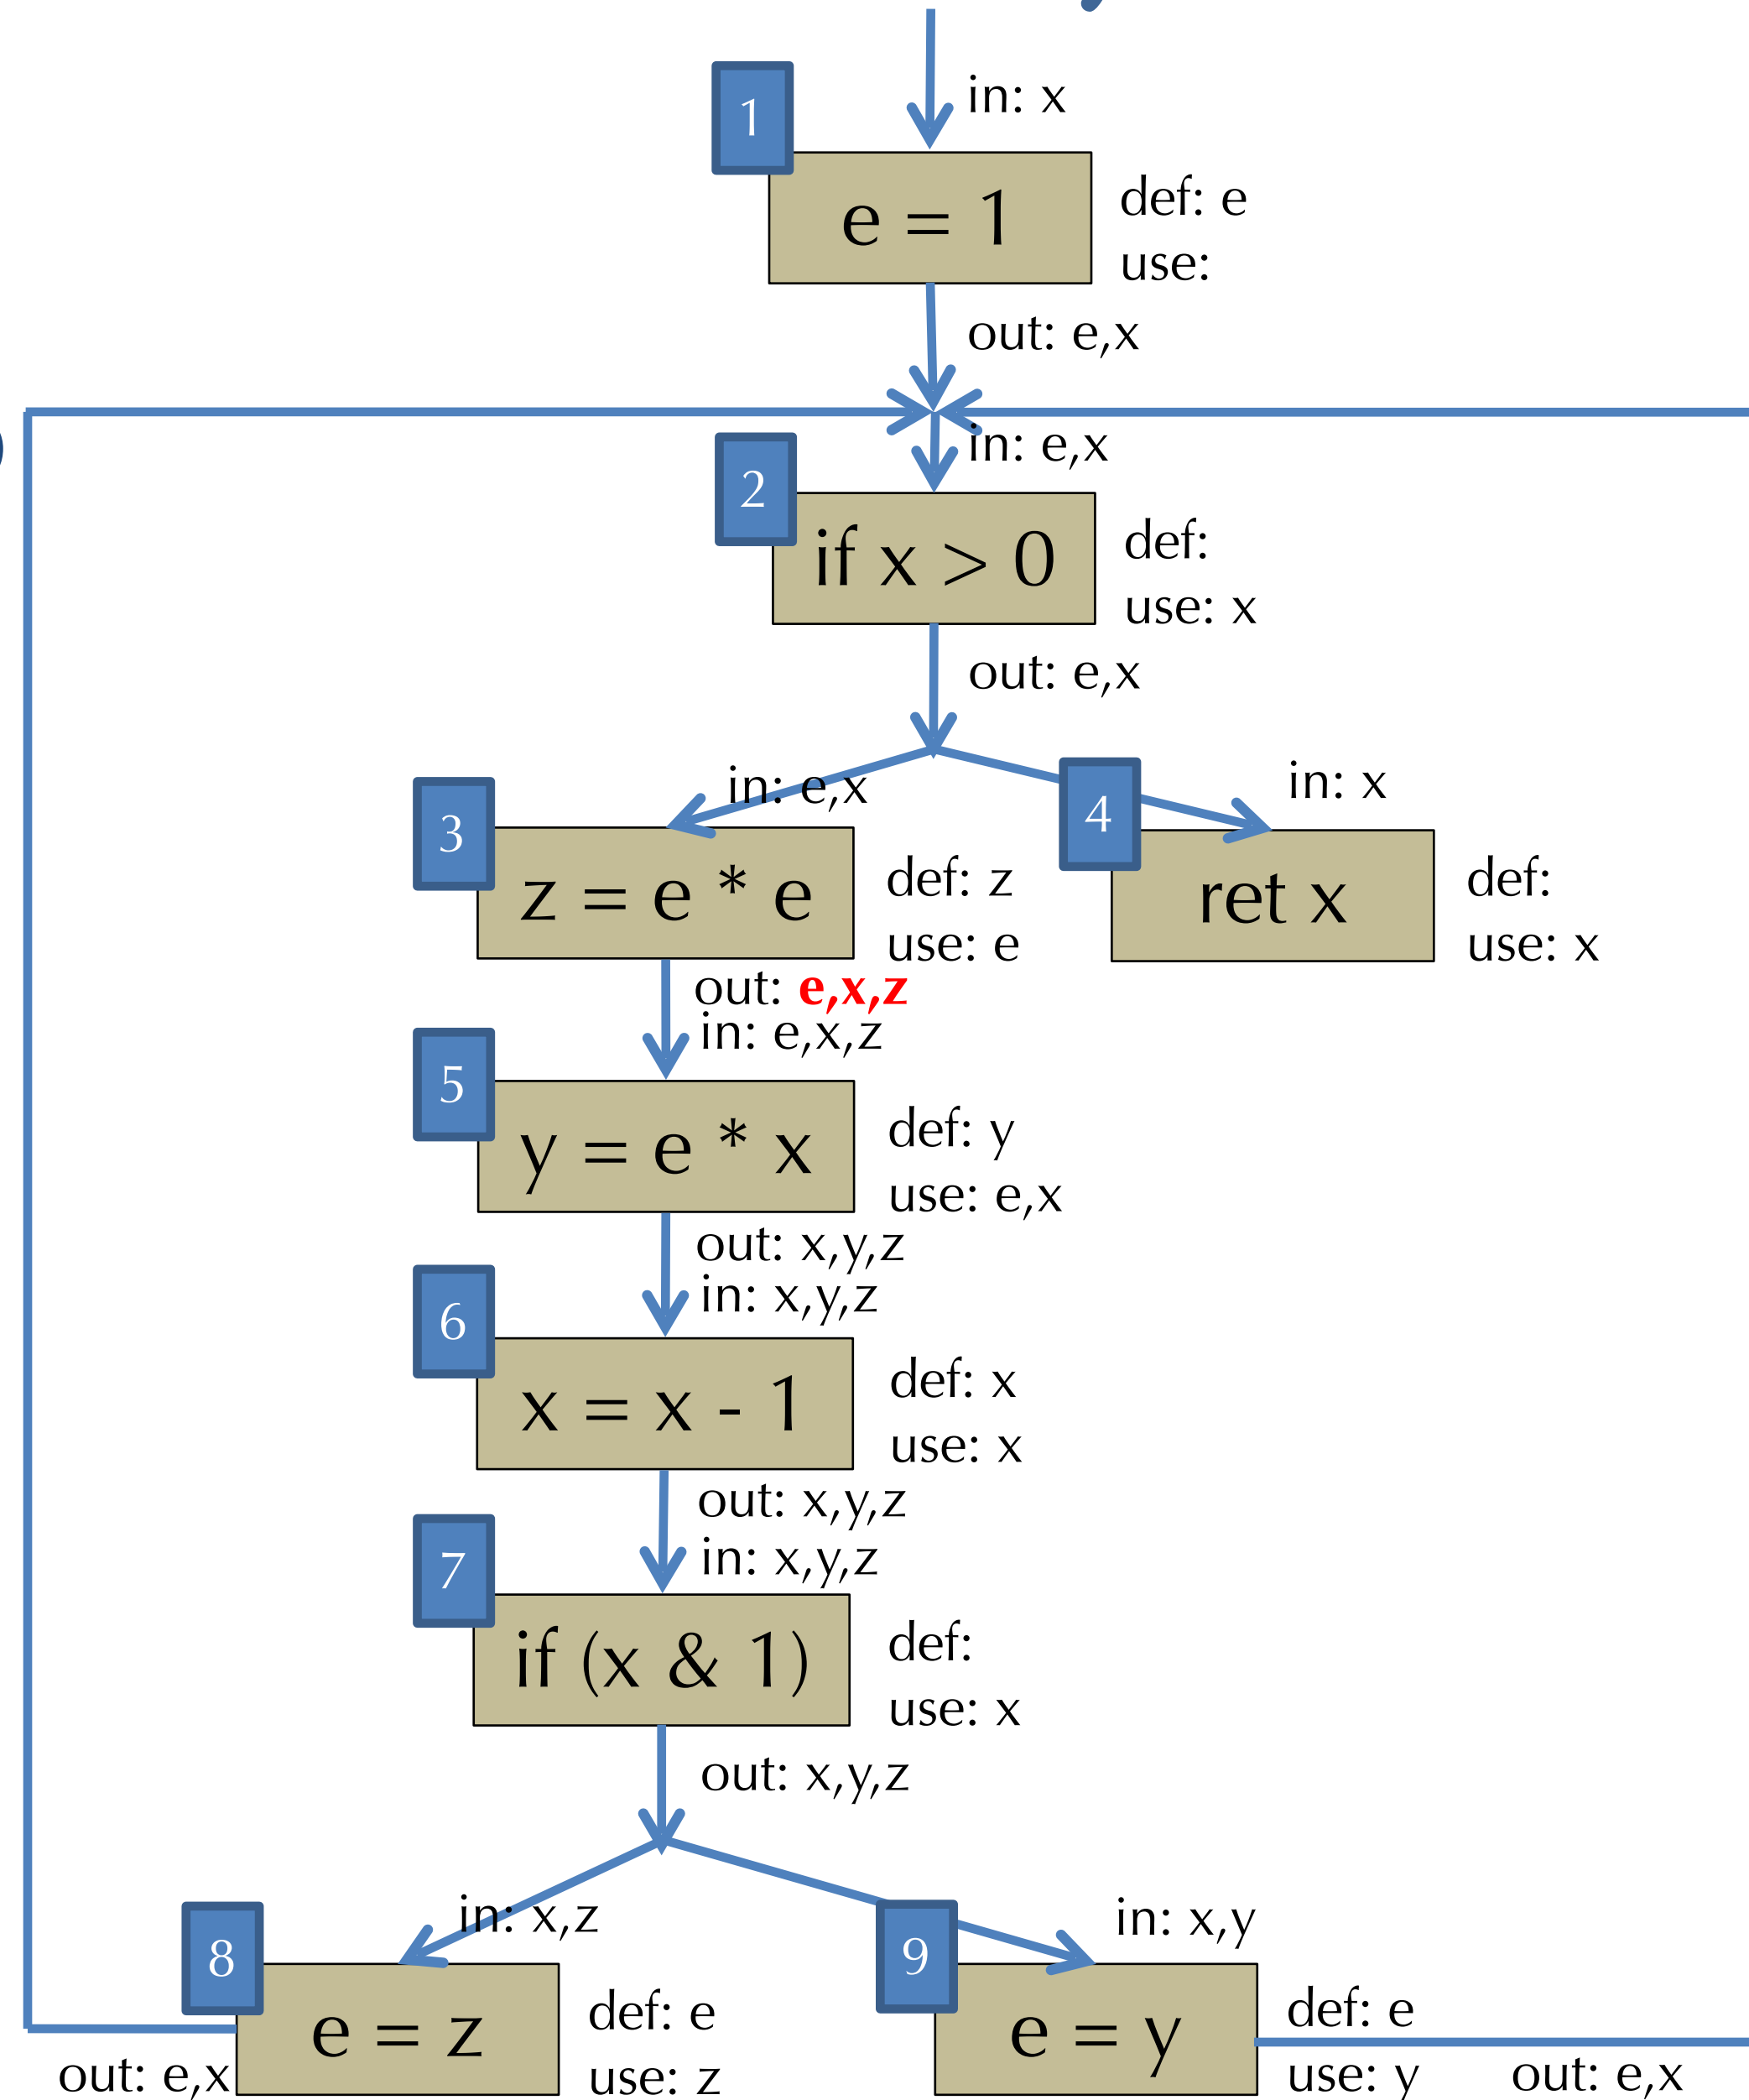 in: x
1
e = 1
def: e
use:
out: e,x
in: e,x
2
if x > 0
def:
use: x
out: e,x
in: e,x
3
z = e * e
def: z
use: e
in: x
4
ret x
def:
use: x
out: e,x,z
in: e,x,z
5
y = e * x
def: y
use: e,x
out: x,y,z
in: x,y,z
6
x = x - 1
def: x
use: x
out: x,y,z
in: x,y,z
7
if (x & 1)
def:
use: x
out: x,y,z
in: x,z
8
e = z
def: e
use: z
out: e,x
in: x,y
9
e = y
def: e
use: y
out: e,x